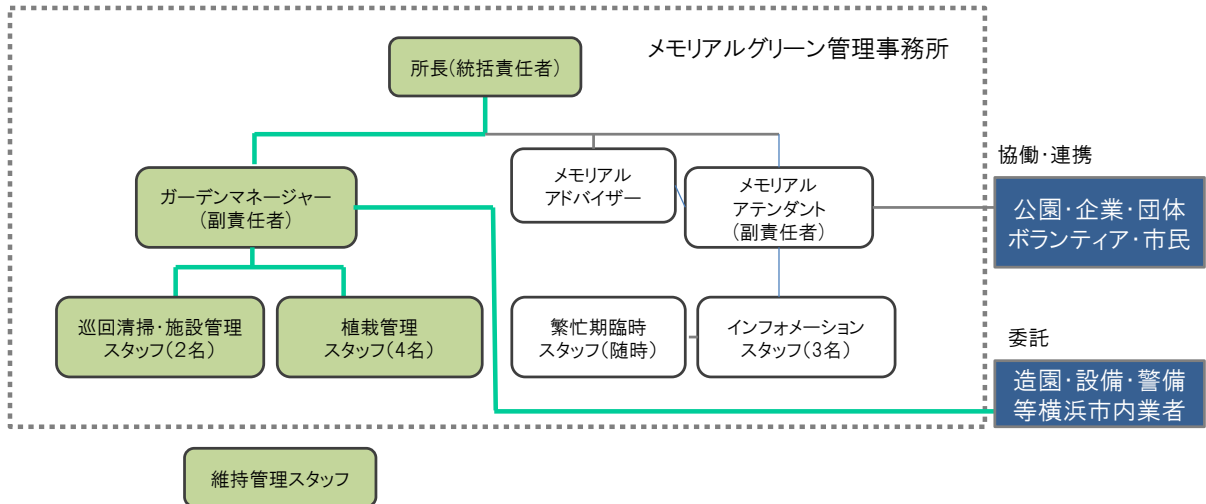 メモリアルグリーン管理事務所
所長(統括責任者)
ガーデンマネージャー
(副責任者)
メモリアル
アドバイザー
メモリアル
アテンダント
(副責任者)
協働・連携
公園・企業・団体
ボランティア・市民
巡回清掃・施設管理
スタッフ(2名)
植栽管理
スタッフ(4名)
繁忙期臨時
スタッフ(随時)
インフォメーション
スタッフ(3名)
委託
造園・設備・警備
等横浜市内業者
維持管理スタッフ